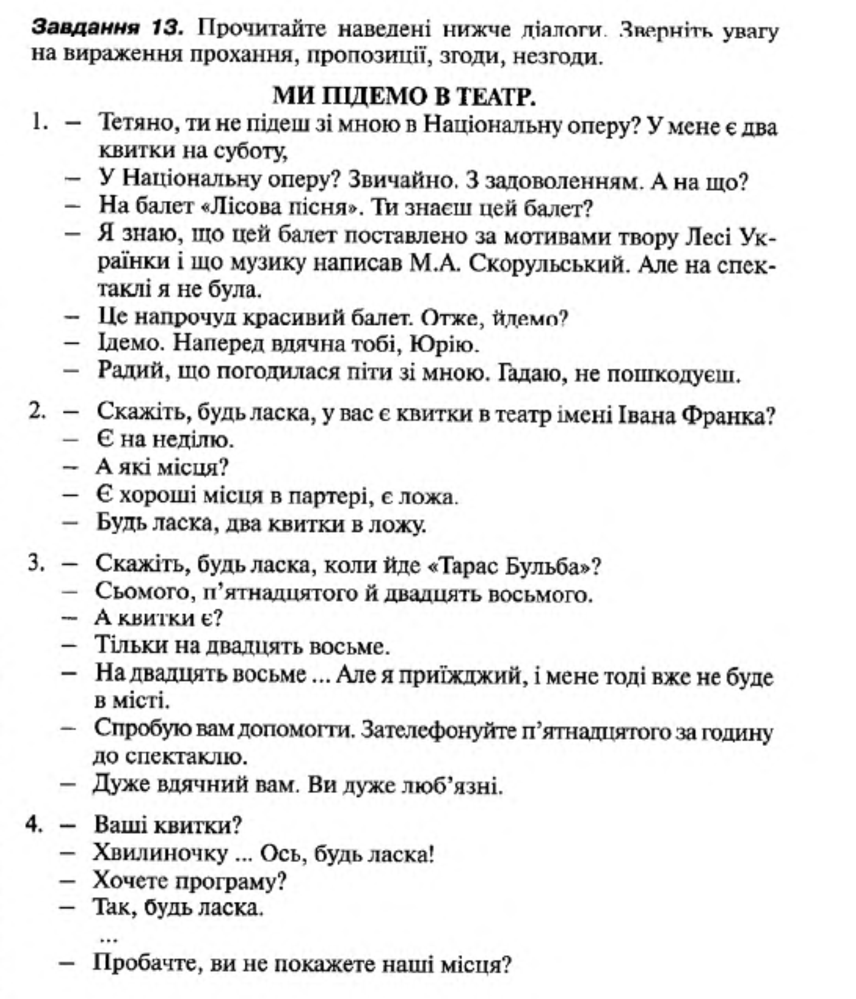 Завдання 13. Прочитайте наведені нижче діалоги. Зверніть увагу
на вираження прохання, пропозиції, згоди, незгоди.
МИ ПІДЕМО В ТЕАТР.
1. – Тетяно, ти не підеш зі мною в Національну оперу? У мене є два
квитки на суботу,
– У Національну оперу? Звичайно. З задоволенням. А на що?
– На балет «Лісова пісня». Ти знаєш цей балет?
– Я знаю, що цей балет поставлено за мотивами твору Лесі Ук-
раїнки і що музику написав М.А. Скорульський. Але на спек-
таклі я не була.
– Це напрочуд красивий балет. Отже, йдемо?
– Ідемо. Наперед вдячна тобі, Юрію.
– Радий, що погодилася піти зі мною. Гадаю, не пошкодуєш.
2. – Скажіть, будь ласка, у вас є квитки в театр імені Івана Франка?
– Є на неділю.
– А які місця?
– Є хороші місця в партері, є ложа.
– Будь ласка, два квитки в ложу.
3. – Скажіть, будь ласка, коли йде «Тарас Бульба»?
– Сьомого, п’ятнадцятого й двадцять восьмого.
– А квитки є?
– Тільки на двадцять восьме.
– На двадцять восьме ... Але я приїжджий, і мене тоді вже не буде
в місті.
– Спробую вам допомогти. Зателефонуйте п’ятнадцятого за годину
до спектаклю.
– Дуже вдячний вам. Ви дуже люб’язні.
4. – Ваші квитки?
– Хвилиночку ... Ось, будь ласка!
– Хочете програму?
– Так, будь ласка.
...
– Пробачте, ви не покажете наші місця?